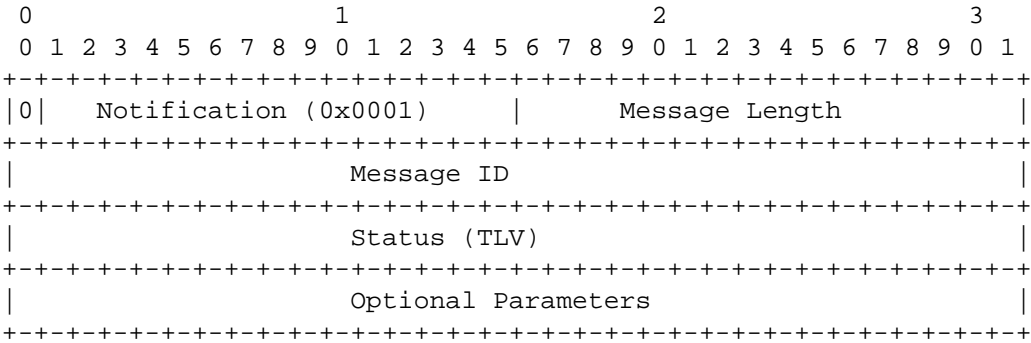 0                   1                   2                   3
 0 1 2 3 4 5 6 7 8 9 0 1 2 3 4 5 6 7 8 9 0 1 2 3 4 5 6 7 8 9 0 1
+-+-+-+-+-+-+-+-+-+-+-+-+-+-+-+-+-+-+-+-+-+-+-+-+-+-+-+-+-+-+-+-+
|0|   Notification (0x0001)     |      Message Length           |
+-+-+-+-+-+-+-+-+-+-+-+-+-+-+-+-+-+-+-+-+-+-+-+-+-+-+-+-+-+-+-+-+
|                     Message ID                                |
+-+-+-+-+-+-+-+-+-+-+-+-+-+-+-+-+-+-+-+-+-+-+-+-+-+-+-+-+-+-+-+-+
|                     Status (TLV)                              |
+-+-+-+-+-+-+-+-+-+-+-+-+-+-+-+-+-+-+-+-+-+-+-+-+-+-+-+-+-+-+-+-+
|                     Optional Parameters                       |
+-+-+-+-+-+-+-+-+-+-+-+-+-+-+-+-+-+-+-+-+-+-+-+-+-+-+-+-+-+-+-+-+